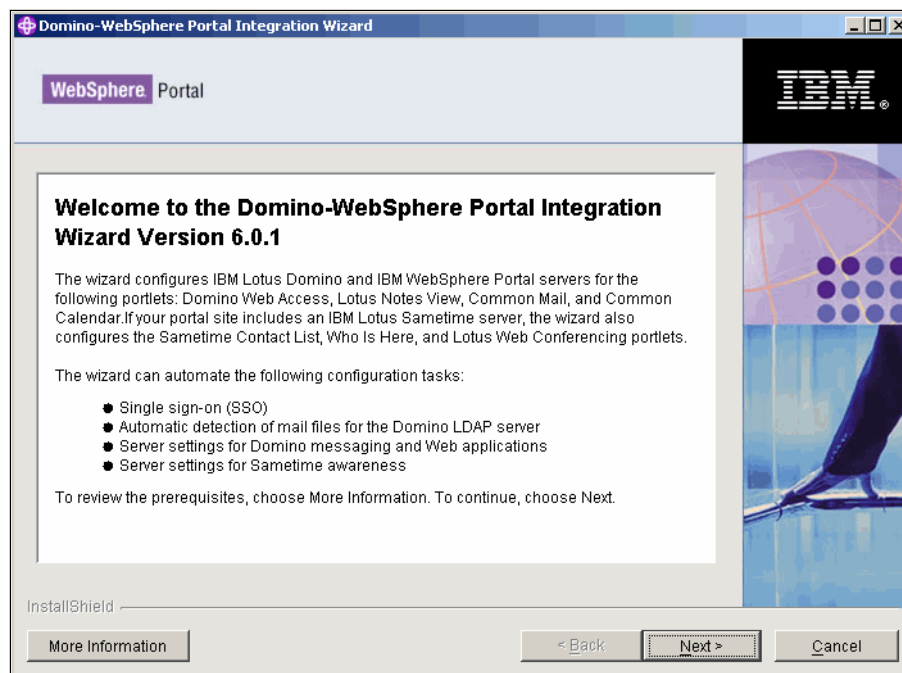 Domino-WebSphere Portal Integration Wizard
WebSphere. Portal
IBM®
Welcome to the Domino-WebSphere Portal Integration
Wizard Version 6.0.1
The wizard configures IBM Lotus Domino and IBM WebSphere Portal servers for the
following portlets: Domino Web Access, Lotus Notes View, Common Mail, and Common
Calendar.If your portal site includes an IBM Lotus Sametime server, the wizard also
configures the Sametime Contact List, Who Is Here, and Lotus Web Conferencing portlets.
The wizard can automate the following configuration tasks:
● Single sign-on (SSO)
● Automatic detection of mail files for the Domino LDAP server
● Server settings for Domino messaging and Web applications
● Server settings for Sametime awareness
To review the prerequisites, choose More Information. To continue, choose Next.
InstallShield
More Information
< Back
Next >
Cancel